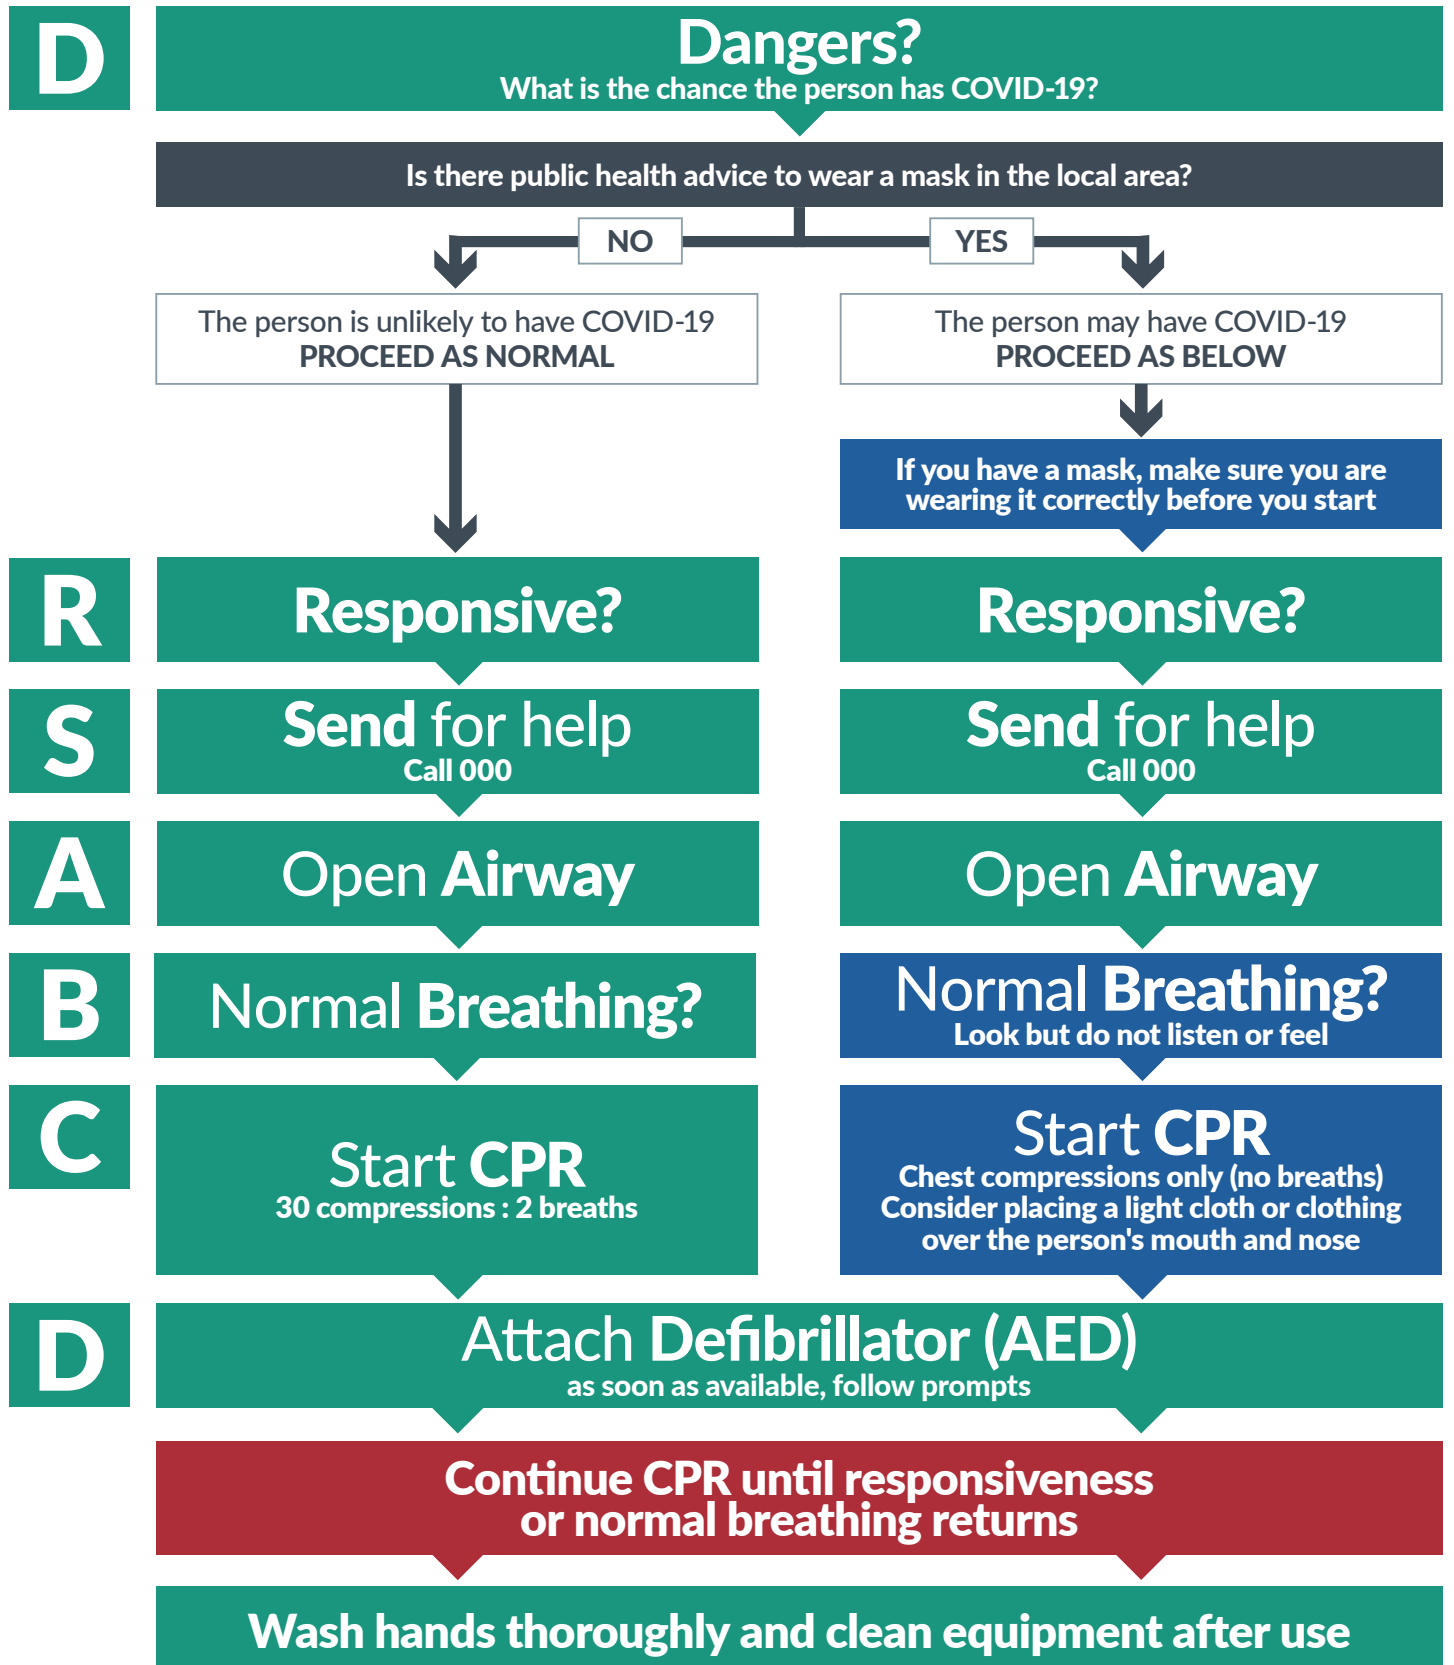 D
Dangers?
What is the chance the person has COVID-19?
Is there public health advice to wear a mask in the local area?
NO
YES
The person is unlikely to have COVID-19
PROCEED AS NORMAL
The person may have COVID-19
PROCEED AS BELOW
If you have a mask, make sure you are
wearing it correctly before you start
R
Responsive?
Responsive?
S
Send for help
Call 000
Send for help
Call 000
A
Open Airway
Open Airway
B
Normal Breathing?
Normal Breathing?
Look but do not listen or feel
C
Start CPR
30 compressions : 2 breaths
Start CPR
Chest compressions only (no breaths)
Consider placing a light cloth or clothing
over the person's mouth and nose
D
Attach Defibrillator (AED)
as soon as available, follow prompts
Continue CPR until responsiveness
or normal breathing returns
Wash hands thoroughly and clean equipment after use